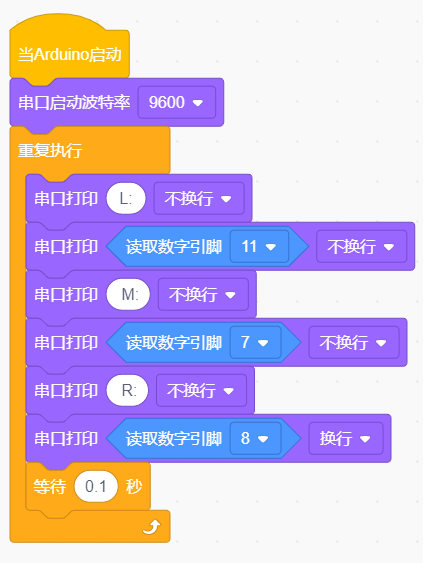 当Arduino启动
串口启动波特率 9600
重复执行
串口打印 L: 不换行
串口打印 读取数字引脚 11 不换行
串口打印 M: 不换行
串口打印 读取数字引脚 7 不换行
串口打印 R: 不换行
串口打印 读取数字引脚 8 换行
等待 0.1 秒